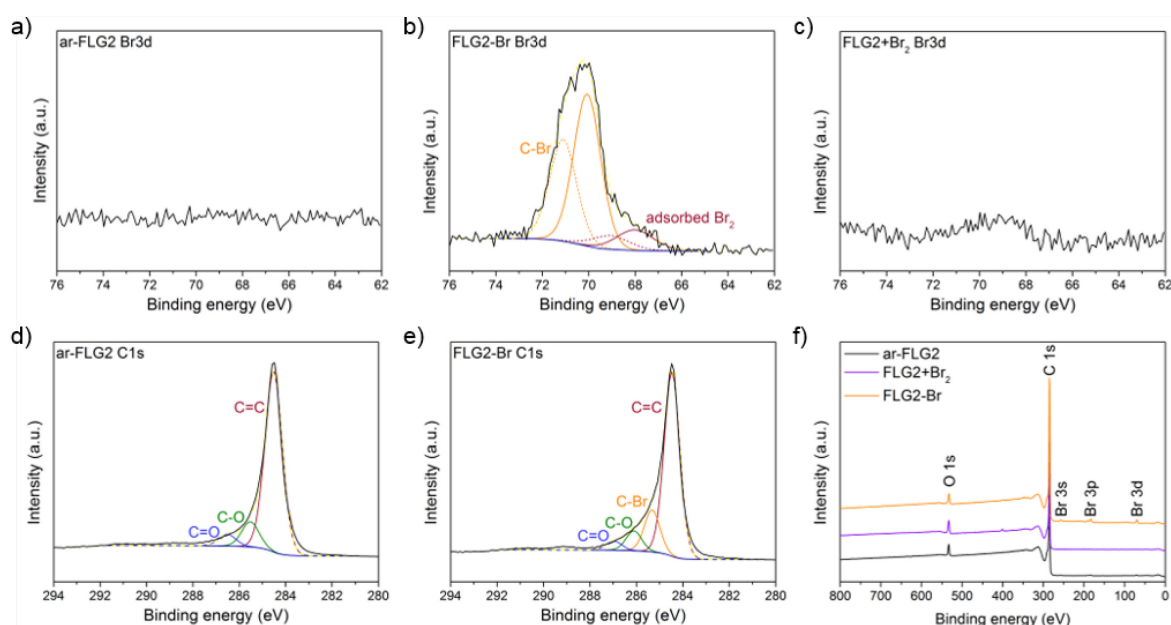 a)
ar-FLG2 Br3d
Intensity (a.u.)
76 74 72 70 68 66 64 62
Binding energy (eV)
b)
FLG2-Br Br3d
C-Br
adsorbed Br₂
Intensity (a.u.)
76 74 72 70 68 66 64 62
Binding energy (eV)
c)
FLG2+Br₂ Br3d
Intensity (a.u.)
76 74 72 70 68 66 64 62
Binding energy (eV)
d)
ar-FLG2 C1s
C=C
C-O
C=O
Intensity (a.u.)
294 292 290 288 286 284 282 280
Binding energy (eV)
e)
FLG2-Br C1s
C=C
C-Br
C-O
C=O
Intensity (a.u.)
294 292 290 288 286 284 282 280
Binding energy (eV)
f)
ar-FLG2
FLG2+Br₂
FLG2-Br
C 1s
O 1s
Br 3s
Br 3p
Br 3d
Intensity (a.u.)
800 700 600 500 400 300 200 100 0
Binding energy (eV)